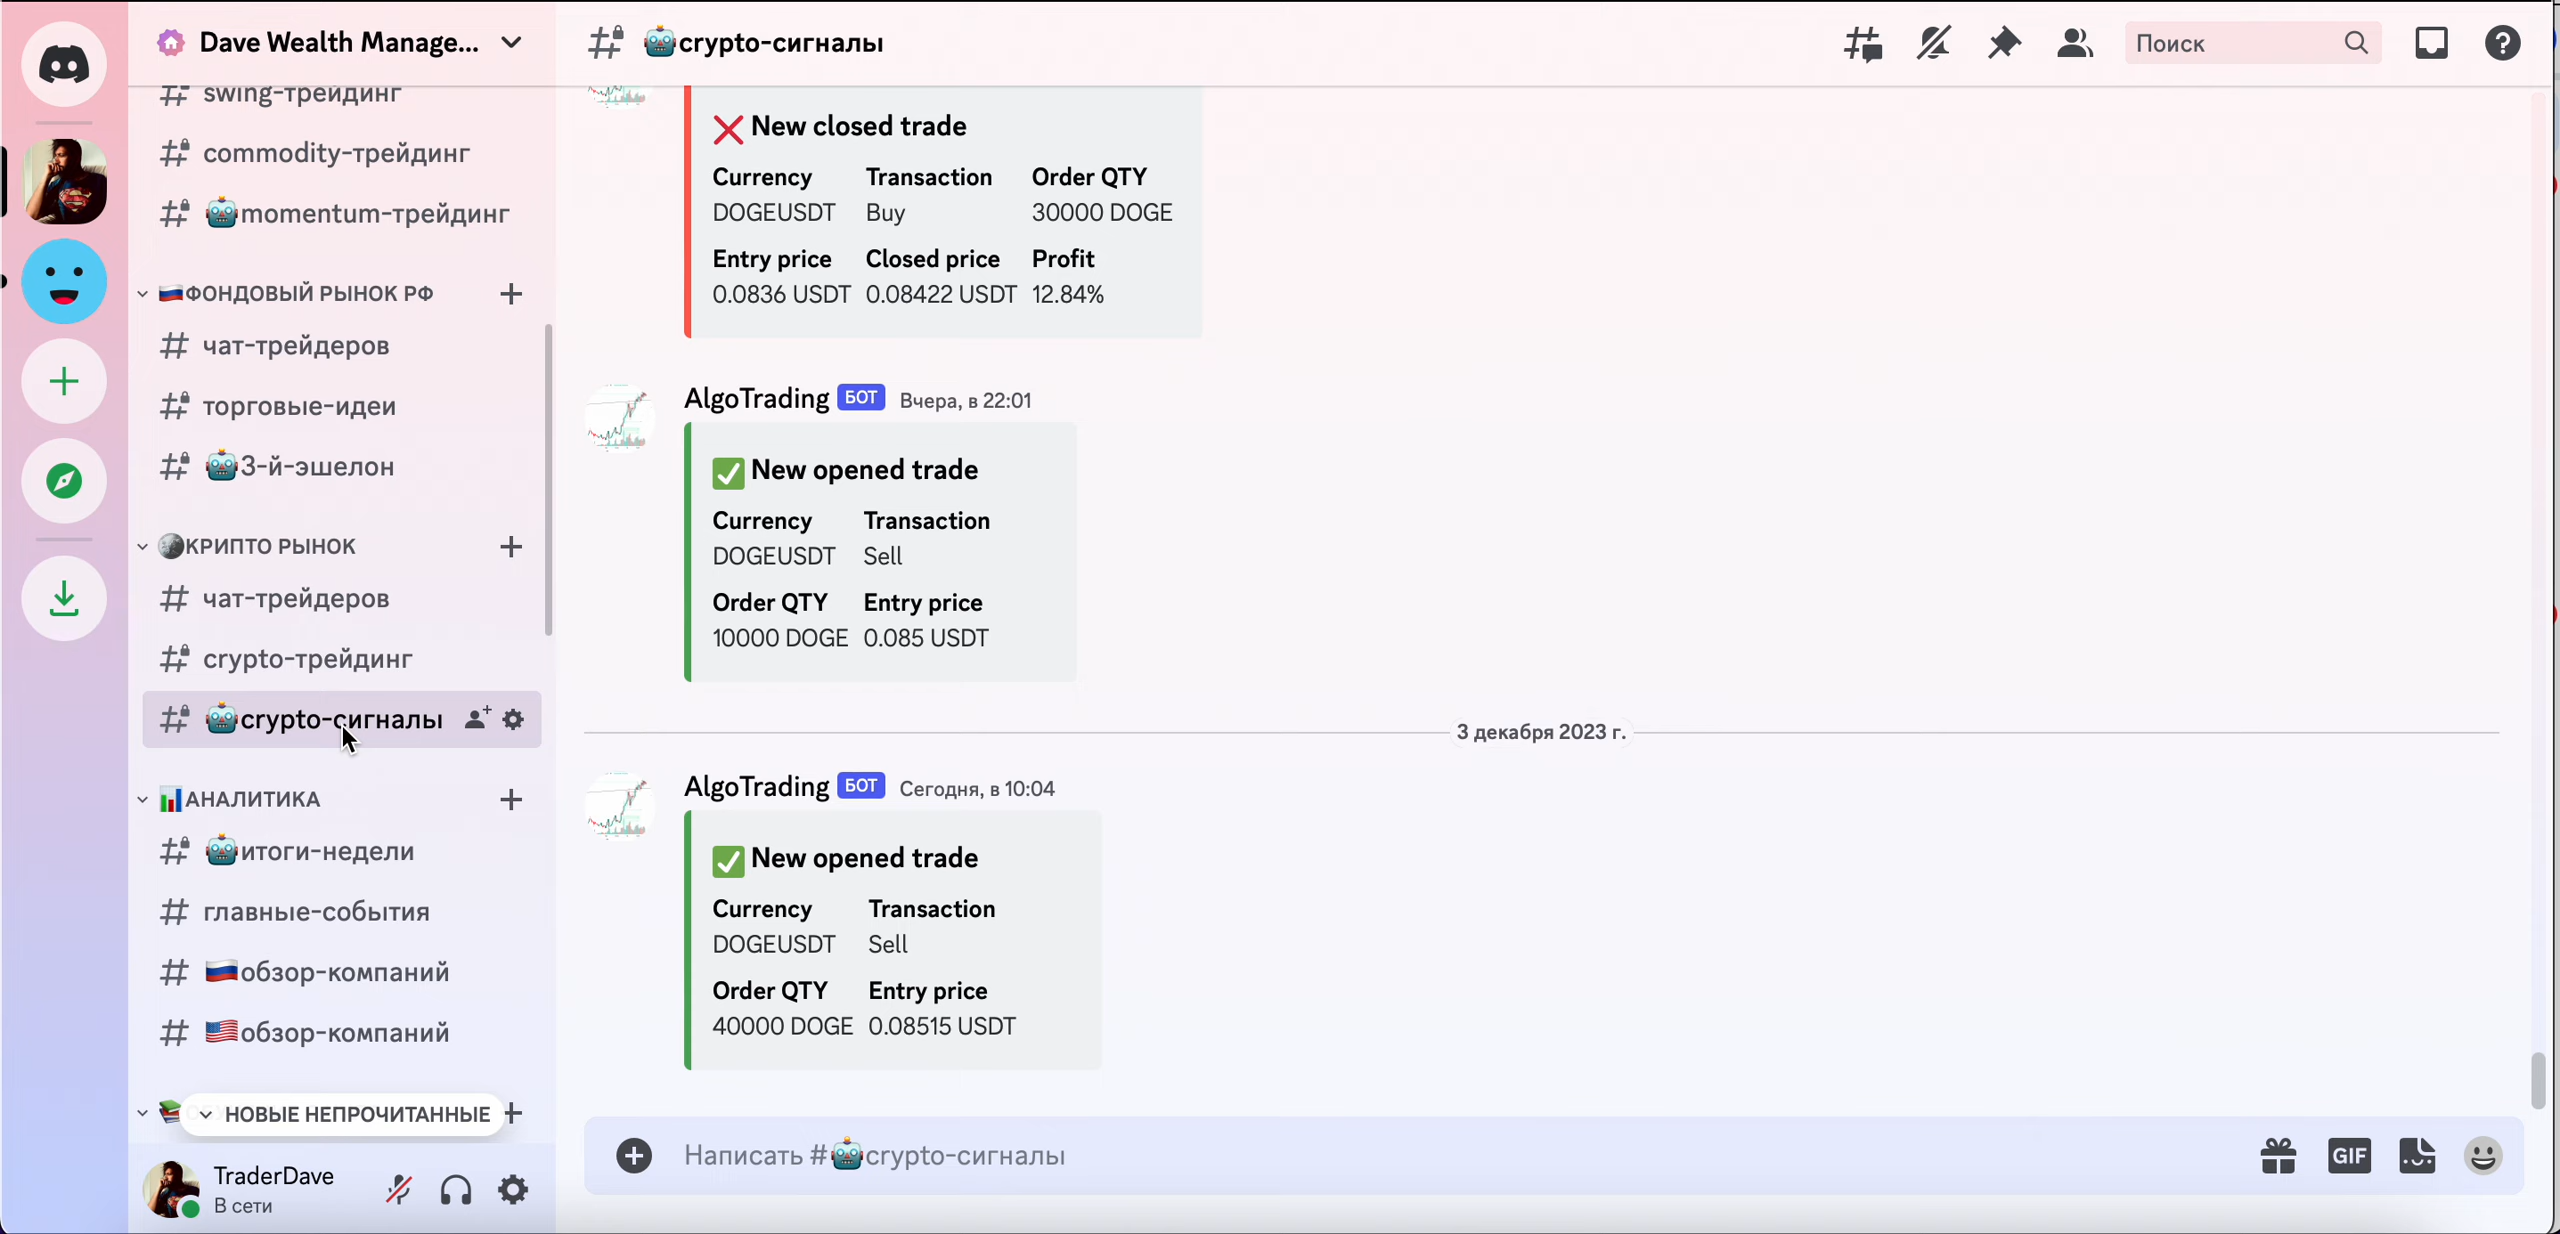 Dave Wealth Manage...
swing-трейдинг
commodity-трейдинг
momentum-трейдинг
ФОНДОВЫЙ РЫНОК РФ
чат-трейдеров
торговые-идеи
3-й-эшелон
КРИПТО РЫНОК
чат-трейдеров
crypto-трейдинг
crypto-сигналы
АНАЛИТИКА
итоги-недели
главные-события
обзор-компаний
обзор-компаний
НОВЫЕ НЕПРОЧИТАННЫЕ
TraderDave
В сети
crypto-сигналы
Поиск
New closed trade
Currency Transaction Order QTY
DOGEUSDT Buy 30000 DOGE
Entry price Closed price Profit
0.0836 USDT 0.08422 USDT 12.84%
AlgoTrading БОТ Вчера, в 22:01
New opened trade
Currency Transaction
DOGEUSDT Sell
Order QTY Entry price
10000 DOGE 0.085 USDT
3 декабря 2023 г.
AlgoTrading БОТ Сегодня, в 10:04
New opened trade
Currency Transaction
DOGEUSDT Sell
Order QTY Entry price
40000 DOGE 0.08515 USDT
Написать #crypto-сигналы
GIF